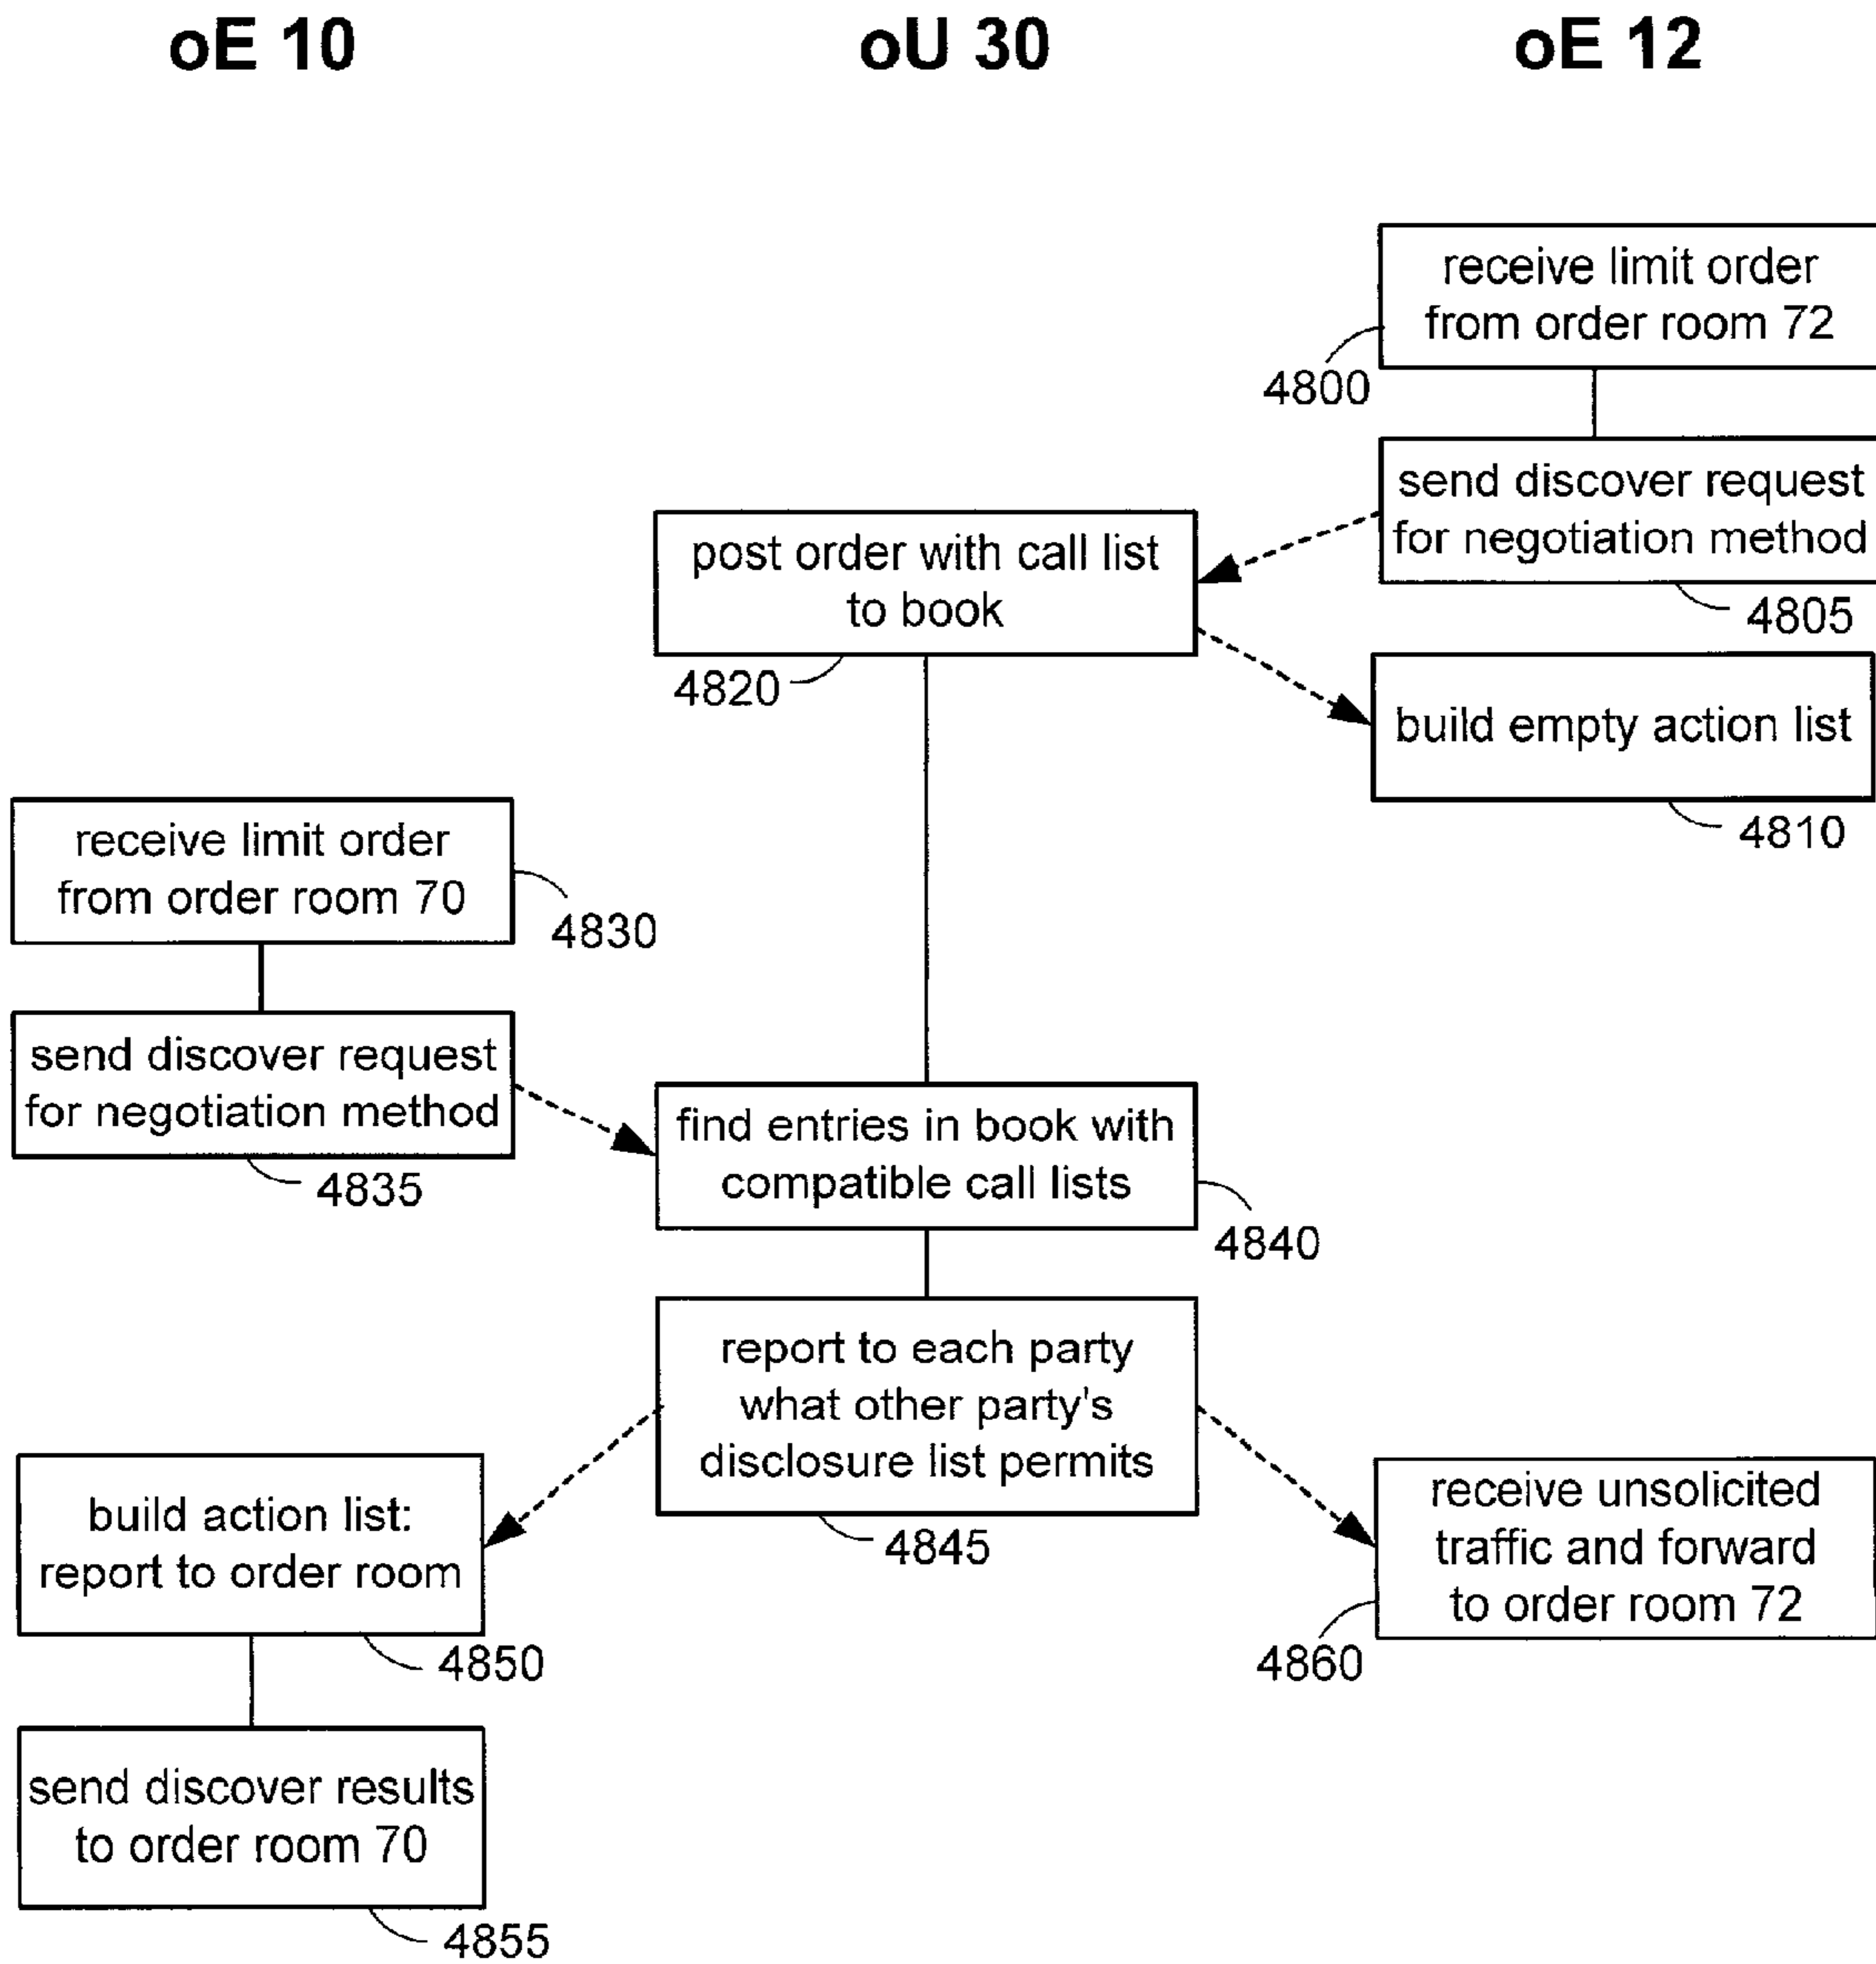 oE 10
oU 30
oE 12
receive limit order
from order room 72
4800
send discover request
for negotiation method
4805
post order with call list
to book
4820
build empty action list
4810
receive limit order
from order room 70
4830
send discover request
for negotiation method
4835
find entries in book with
compatible call lists
4840
report to each party
what other party's
disclosure list permits
4845
build action list:
report to order room
4850
receive unsolicited
traffic and forward
to order room 72
4860
send discover results
to order room 70
4855